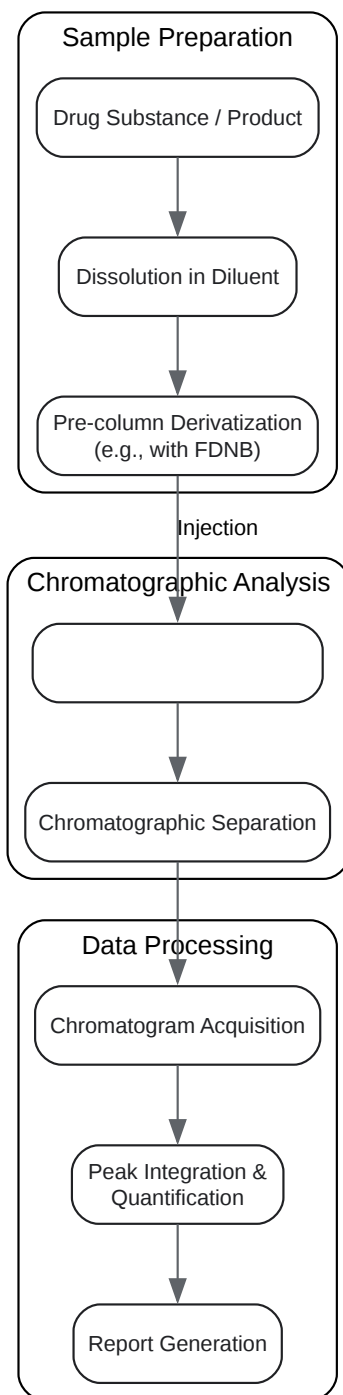 Sample Preparation
Drug Substance / Product
Dissolution in Diluent
Pre-column Derivatization
(e.g., with FDNB)
Injection
Chromatographic Analysis
Chromatographic Separation
Data Processing
Chromatogram Acquisition
Peak Integration &
Quantification
Report Generation